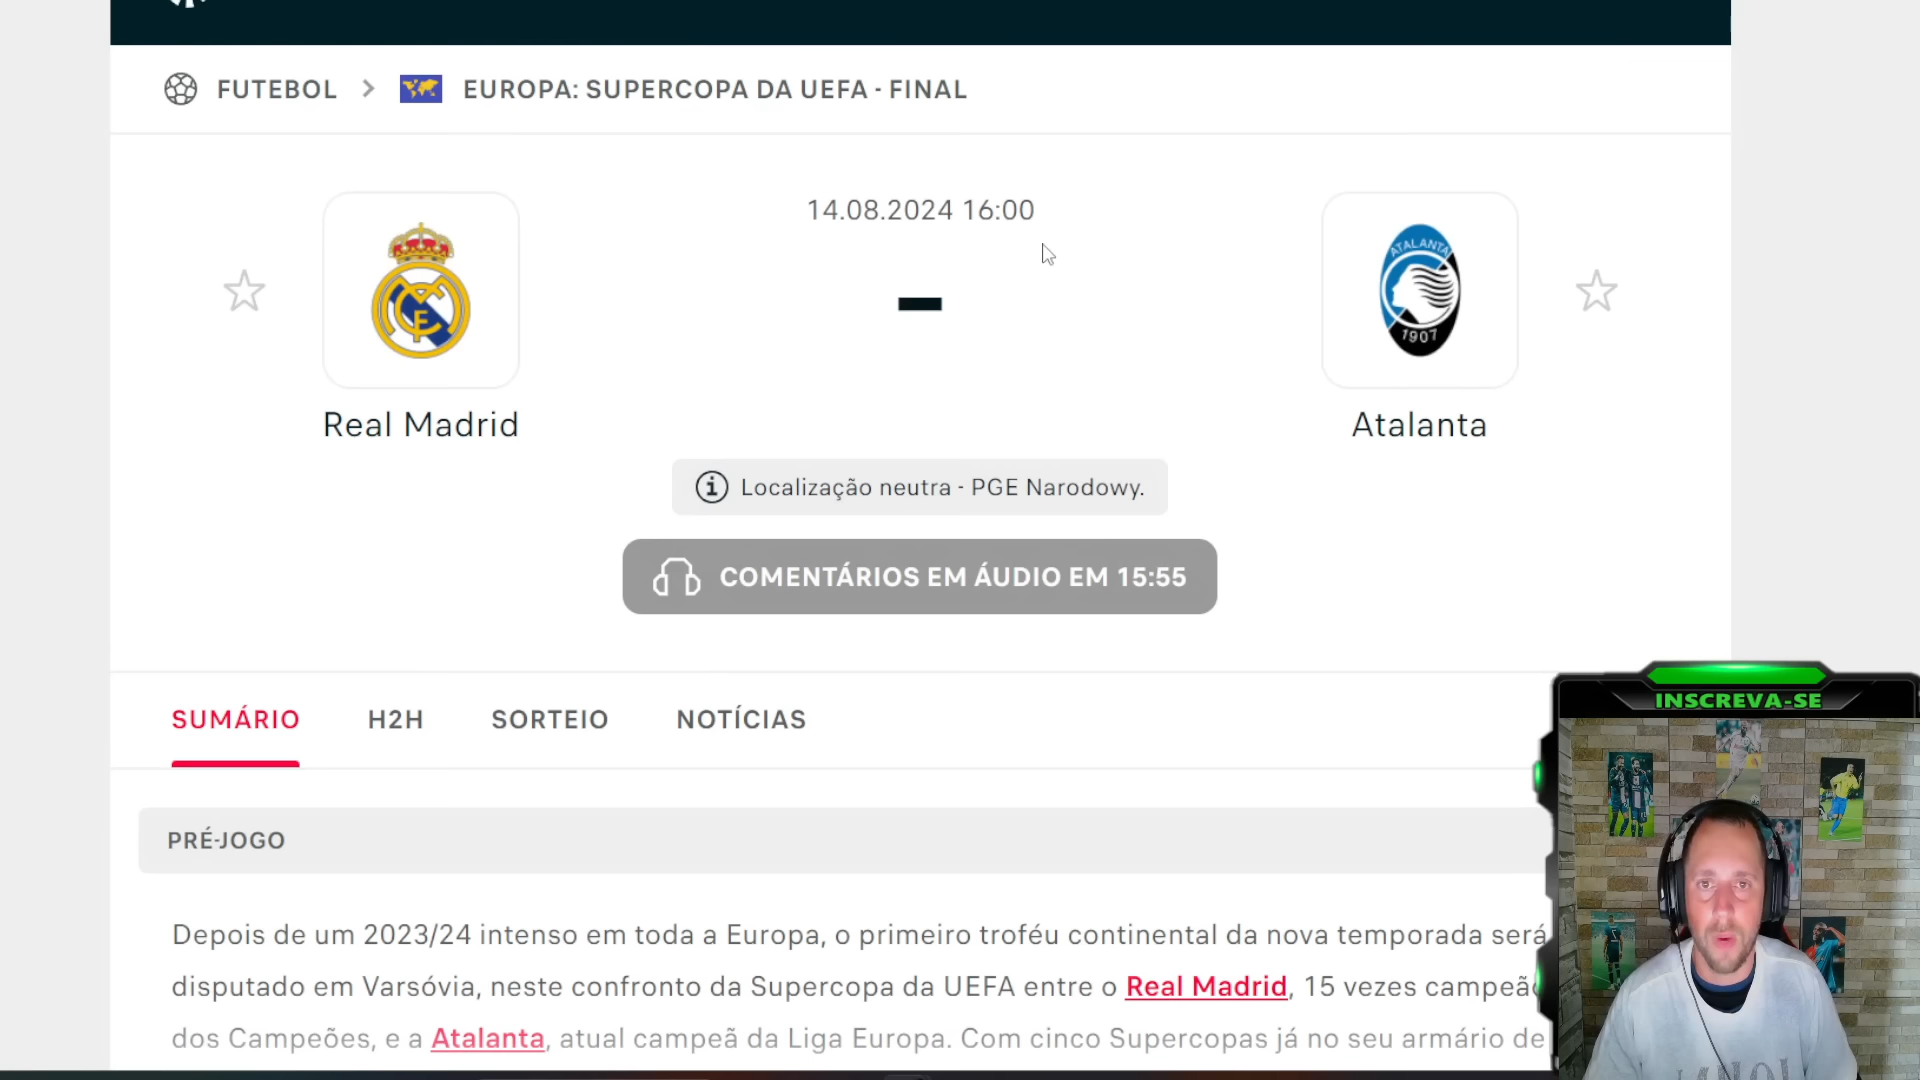 FUTEBOL > EUROPA: SUPERCOPA DA UEFA - FINAL
14.08.2024 16:00
ATALANTA
1907
Real Madrid
Atalanta
Localização neutra - PGE Narodowy.
COMENTÁRIOS EM ÁUDIO EM 15:55
SUMÁRIO H2H SORTEIO NOTÍCIAS
INSCREVA-SE
PRÉ-JOGO
Depois de um 2023/24 intenso em toda a Europa, o primeiro troféu continental da nova temporada será
disputado em Varsóvia, neste confronto da Supercopa da UEFA entre o Real Madrid, 15 vezes campeão
dos Campeões, e a Atalanta, atual campeã da Liga Europa. Com cinco Supercopas já no seu armário de